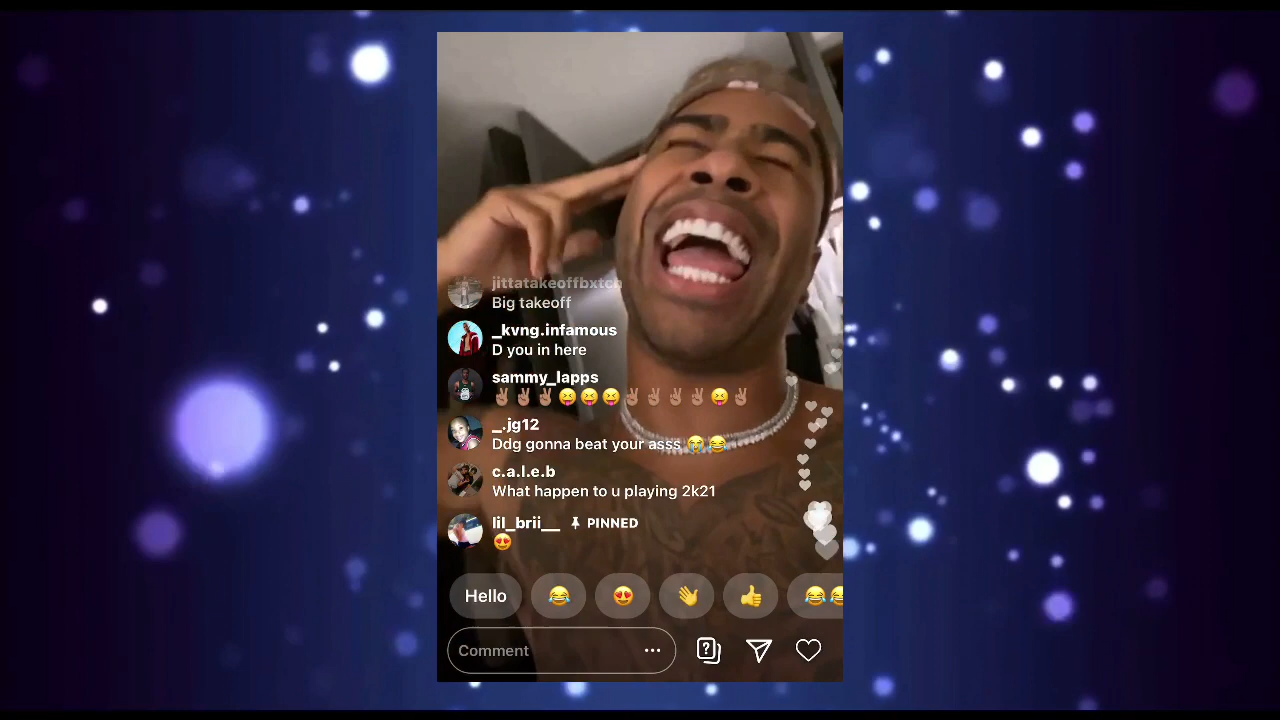 jittatakeoffbxtch
Big takeoff
_kvng.infamous
D you in here
sammy_lapps
✌🏽✌🏽✌🏽😝😝😝✌🏽✌🏽✌🏽✌🏽😝✌🏽
_.jg12
Ddg gonna beat your asss 😭😂
c.a.l.e.b
What happen to u playing 2k21
lil_brii__ PINNED
😍
Hello 😂 😍 👋 👍 😂😂
Comment